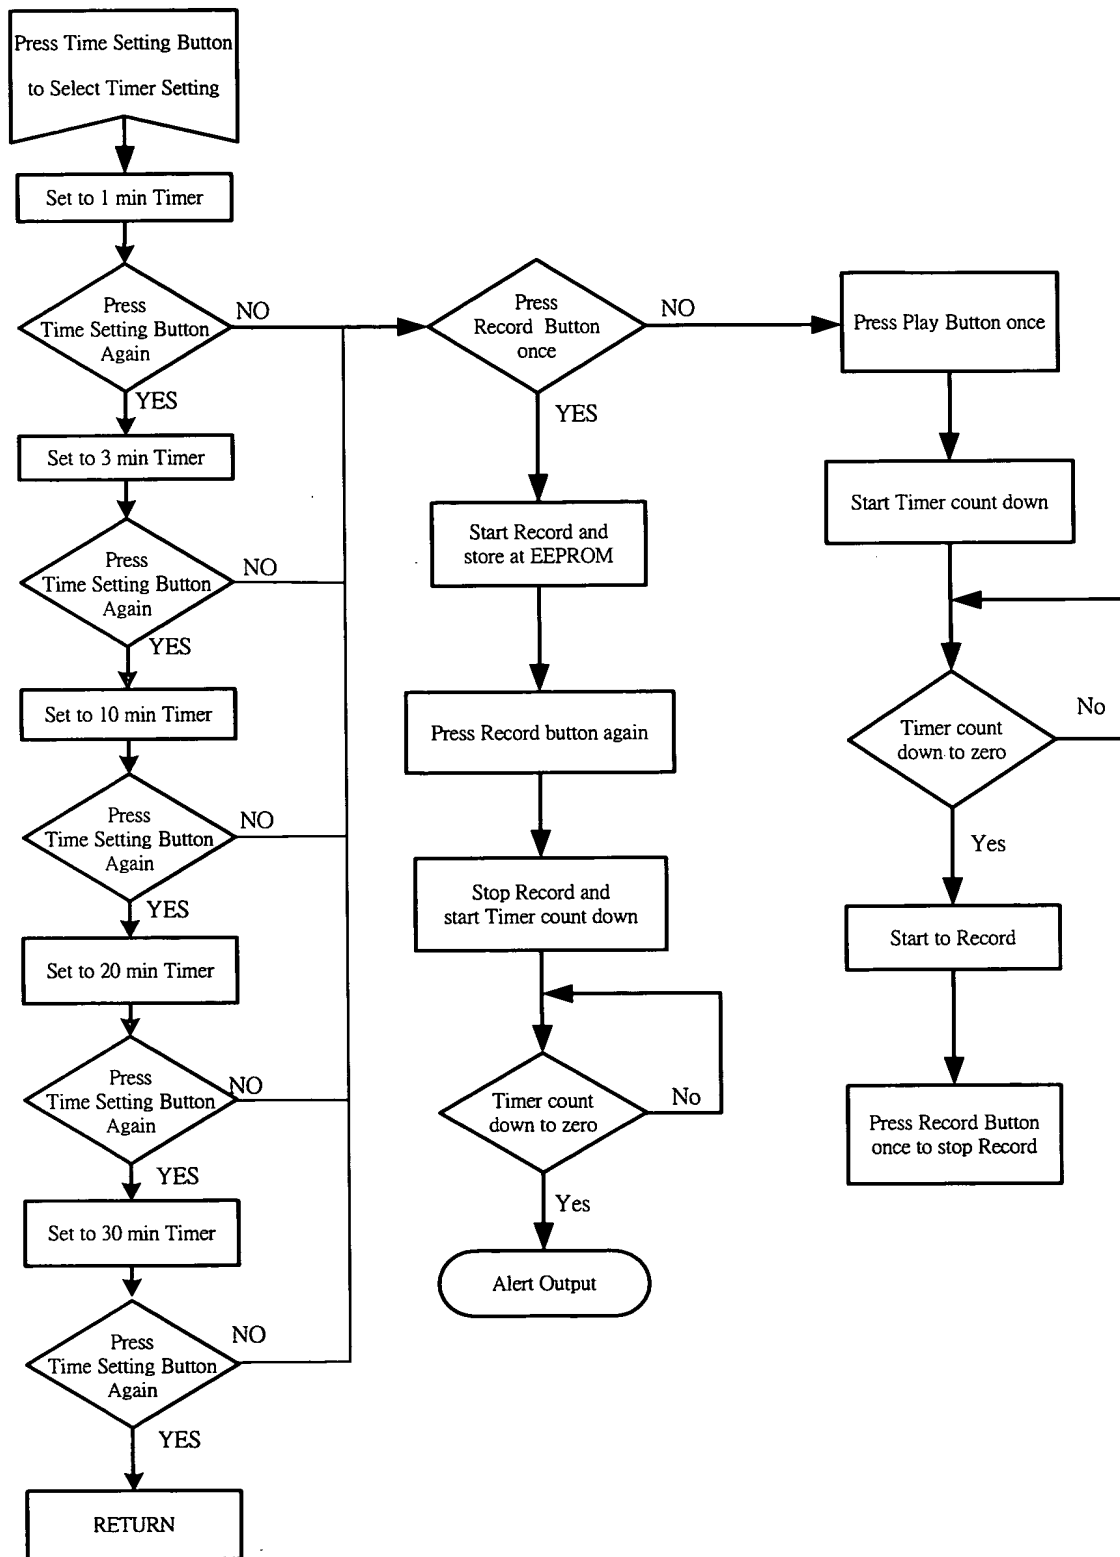 Press Time Setting Button
to Select Timer Setting
Set to 1 min Timer
Press
Time Setting Button
Again
NO
YES
Set to 3 min Timer
Press
Time Setting Button
Again
NO
YES
Set to 10 min Timer
Press
Time Setting Button
Again
NO
YES
Set to 20 min Timer
Press
Time Setting Button
Again
NO
YES
Set to 30 min Timer
Press
Time Setting Button
Again
NO
YES
RETURN
Press
Record Button
once
NO
YES
Start Record and
store at EEPROM
Press Record button again
Stop Record and
start Timer count down
Timer count
down to zero
No
Yes
Alert Output
Press Play Button once
Start Timer count down
Timer count
down to zero
No
Yes
Start to Record
Press Record Button
once to stop Record